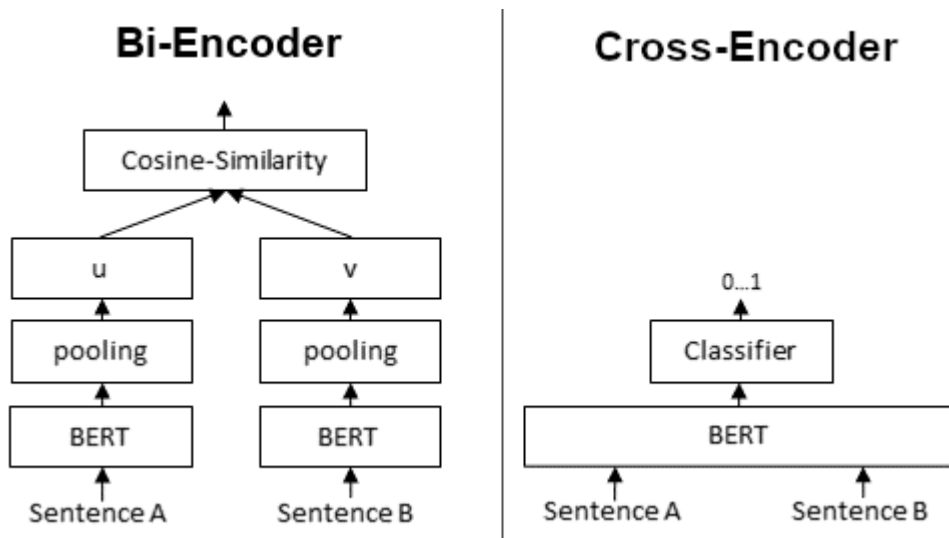 Bi-Encoder
Cosine-Similarity
u v
pooling pooling
BERT BERT
Sentence A Sentence B
Cross-Encoder
0...1
Classifier
BERT
Sentence A Sentence B